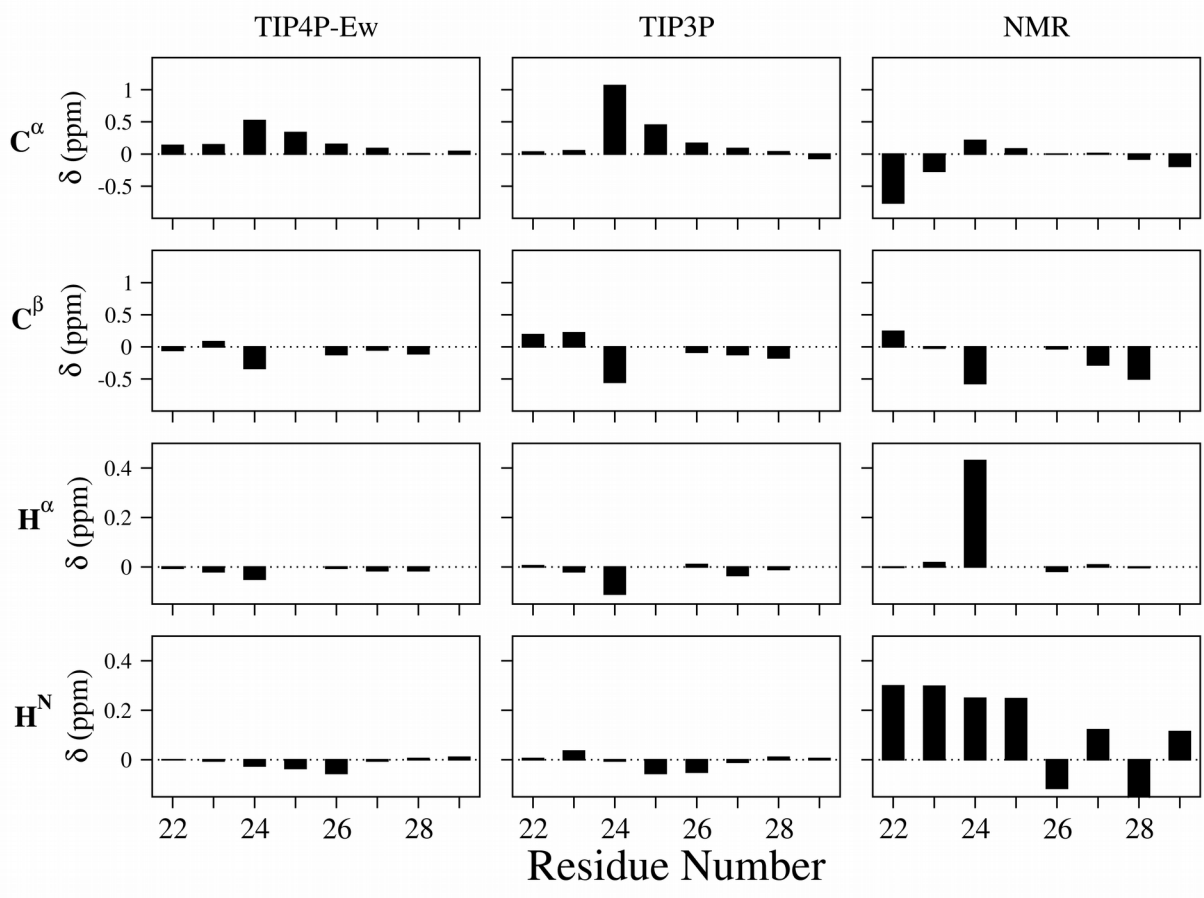 TIP4P-Ew TIP3P NMR
1
0.5
Cα δ (ppm)
0
-0.5
1
0.5
Cβ δ (ppm)
0
-0.5
0.4
0.2
Hα δ (ppm)
0
0.4
0.2
HN δ (ppm)
0
22 24 26 28 22 24 26 28 22 24 26 28
Residue Number